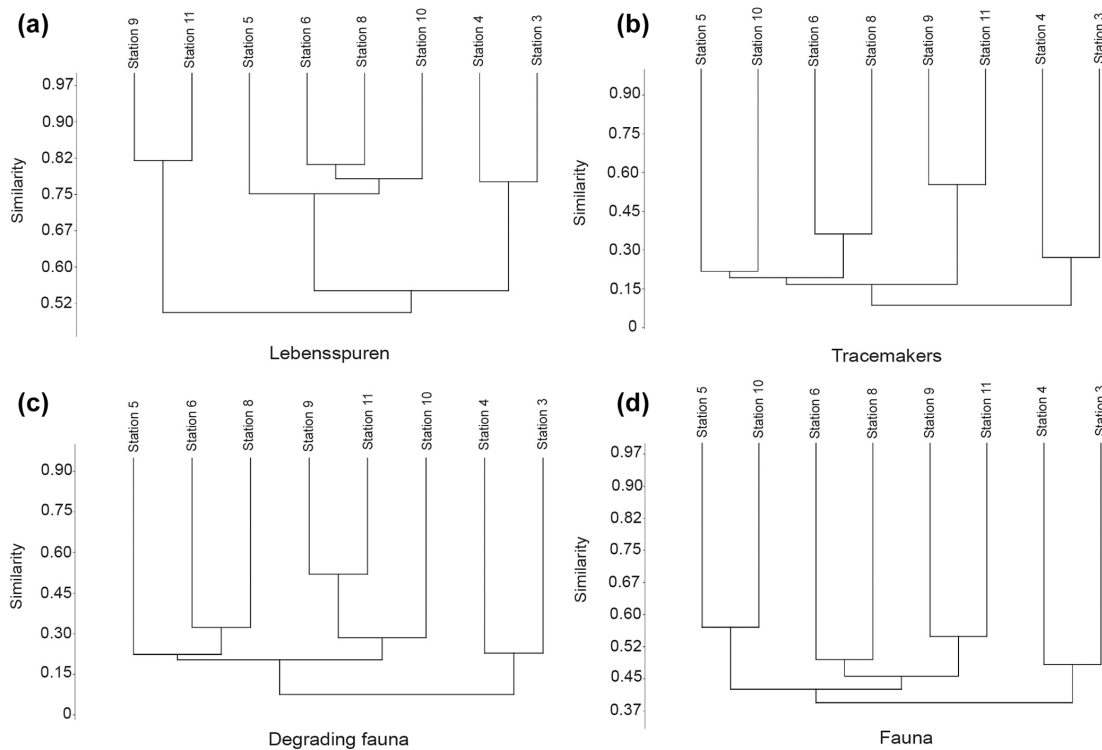 (a)
Station 9
Station 11
Station 5
Station 6
Station 8
Station 10
Station 4
Station 3
0.97
0.90
0.82
0.75
0.67
0.60
0.52
Similarity
Lebensspuren
(b)
Station 5
Station 10
Station 6
Station 8
Station 9
Station 11
Station 4
Station 3
0.90
0.75
0.60
0.45
0.30
0.15
0
Similarity
Tracemakers
(c)
Station 5
Station 6
Station 8
Station 9
Station 11
Station 10
Station 4
Station 3
0.90
0.75
0.60
0.45
0.30
0.15
0
Similarity
Degrading fauna
(d)
Station 5
Station 10
Station 6
Station 8
Station 9
Station 11
Station 4
Station 3
0.97
0.90
0.82
0.75
0.67
0.60
0.52
0.45
0.37
Similarity
Fauna